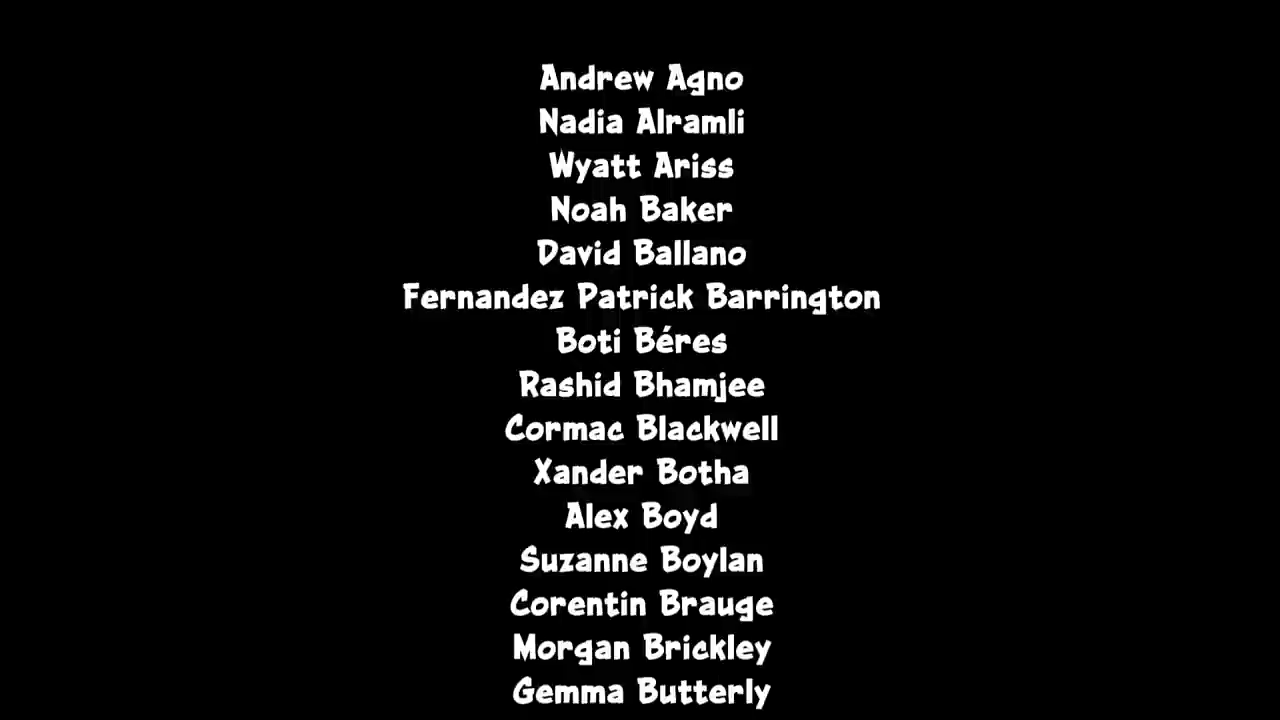 Andrew Agno
Nadia Alramli
Wyatt Ariss
Noah Baker
David Ballano
Fernandez Patrick Barrington
Boti Béres
Rashid Bhamjee
Cormac Blackwell
Xander Botha
Alex Boyd
Suzanne Boylan
Corentin Brauge
Morgan Brickley
Gemma Butterly